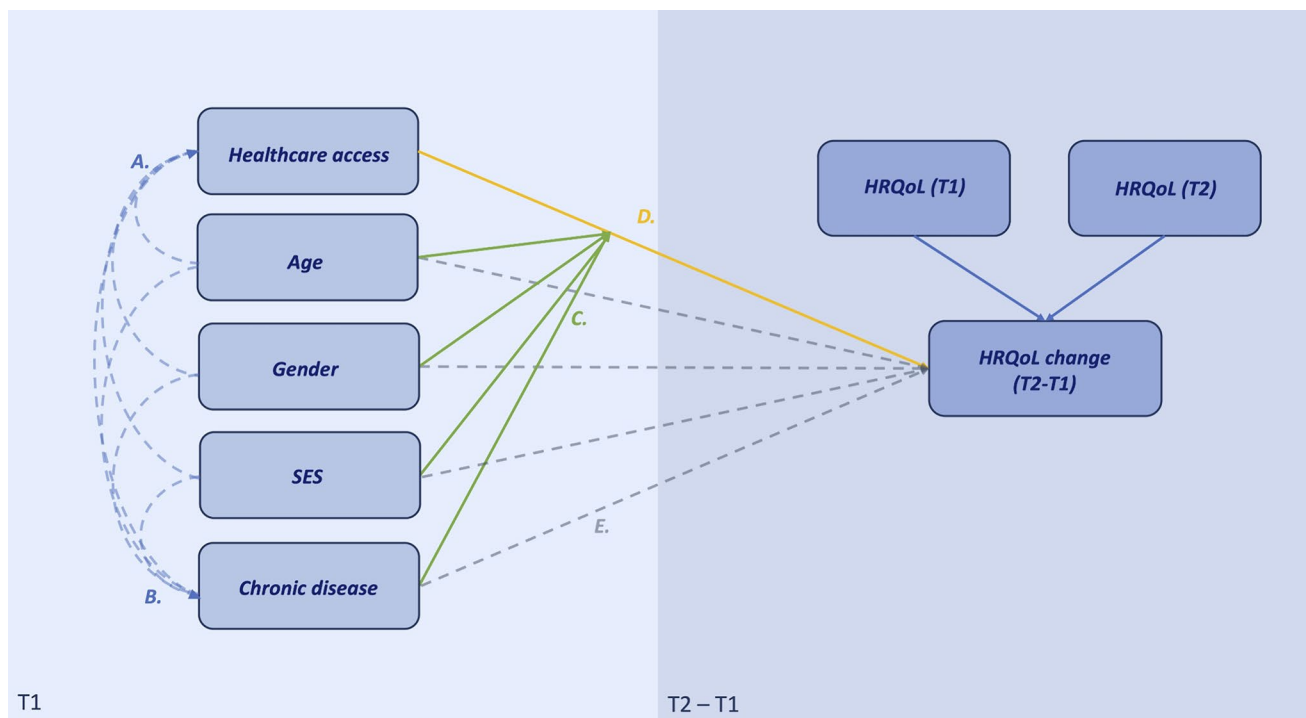 A.
Healthcare access
Age
Gender
SES
Chronic disease
B.
C.
D.
E.
HRQoL (T1)
HRQoL (T2)
HRQoL change
(T2-T1)
T1
T2 – T1